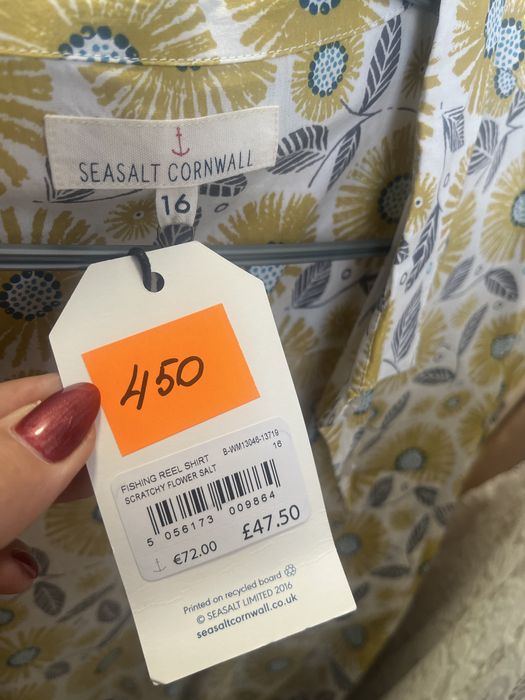 SEASALT CORNWALL
16
450
FISHING REEL SHIRT B-WM13048-13719
SCRATCHY FLOWER SALT 16
5 056173 009864
€72.00 £47.50
Printed on recycled board
© SEASALT LIMITED 2016
seasaltcornwall.co.uk